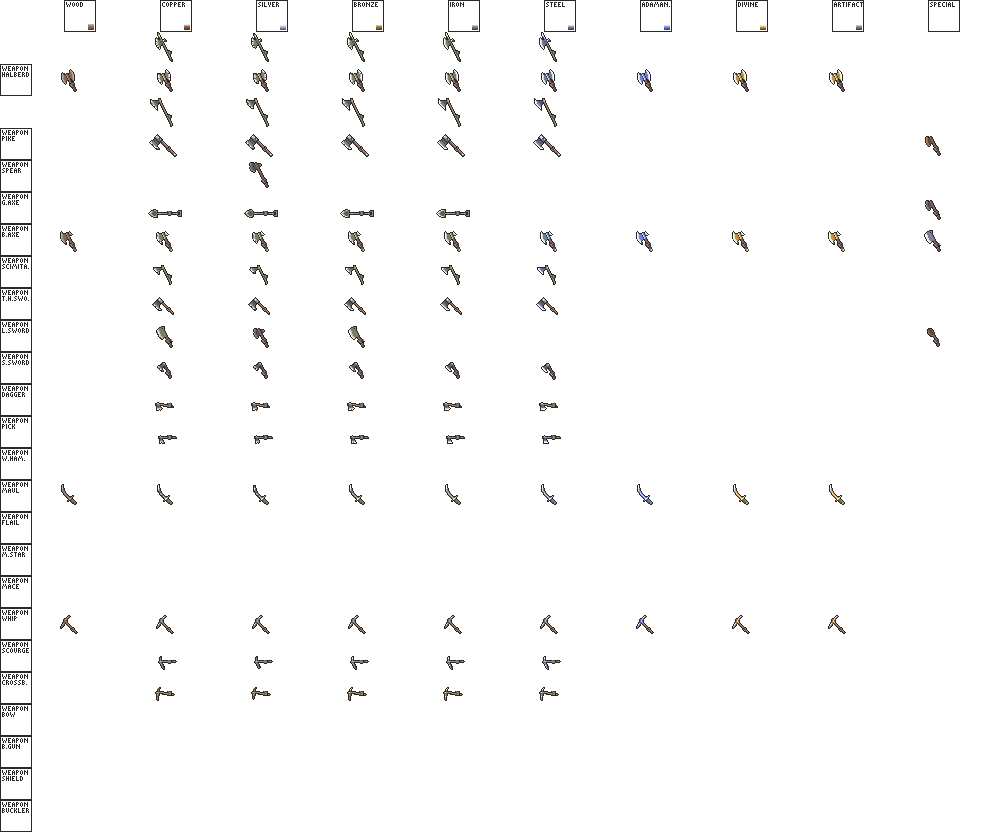 WOOD
COPPER
SILVER
BRONZE
IRON
STEEL
ADAMAN.
DIVINE
ARTIFACT
SPECIAL
WEAPON
HALBERD
WEAPON
PIKE
WEAPON
SPEAR
WEAPON
G.AXE
WEAPON
B.AXE
WEAPON
SCIMITA.
WEAPON
T.H.SWO.
WEAPON
L.SWORD
WEAPON
S.SWORD
WEAPON
DAGGER
WEAPON
PICK
WEAPON
W.HAM.
WEAPON
MAUL
WEAPON
FLAIL
WEAPON
M.STAR
WEAPON
MACE
WEAPON
WHIP
WEAPON
SCOURGE
WEAPON
CROSSB.
WEAPON
BOW
WEAPON
B.GUN
WEAPON
SHIELD
WEAPON
BUCKLER